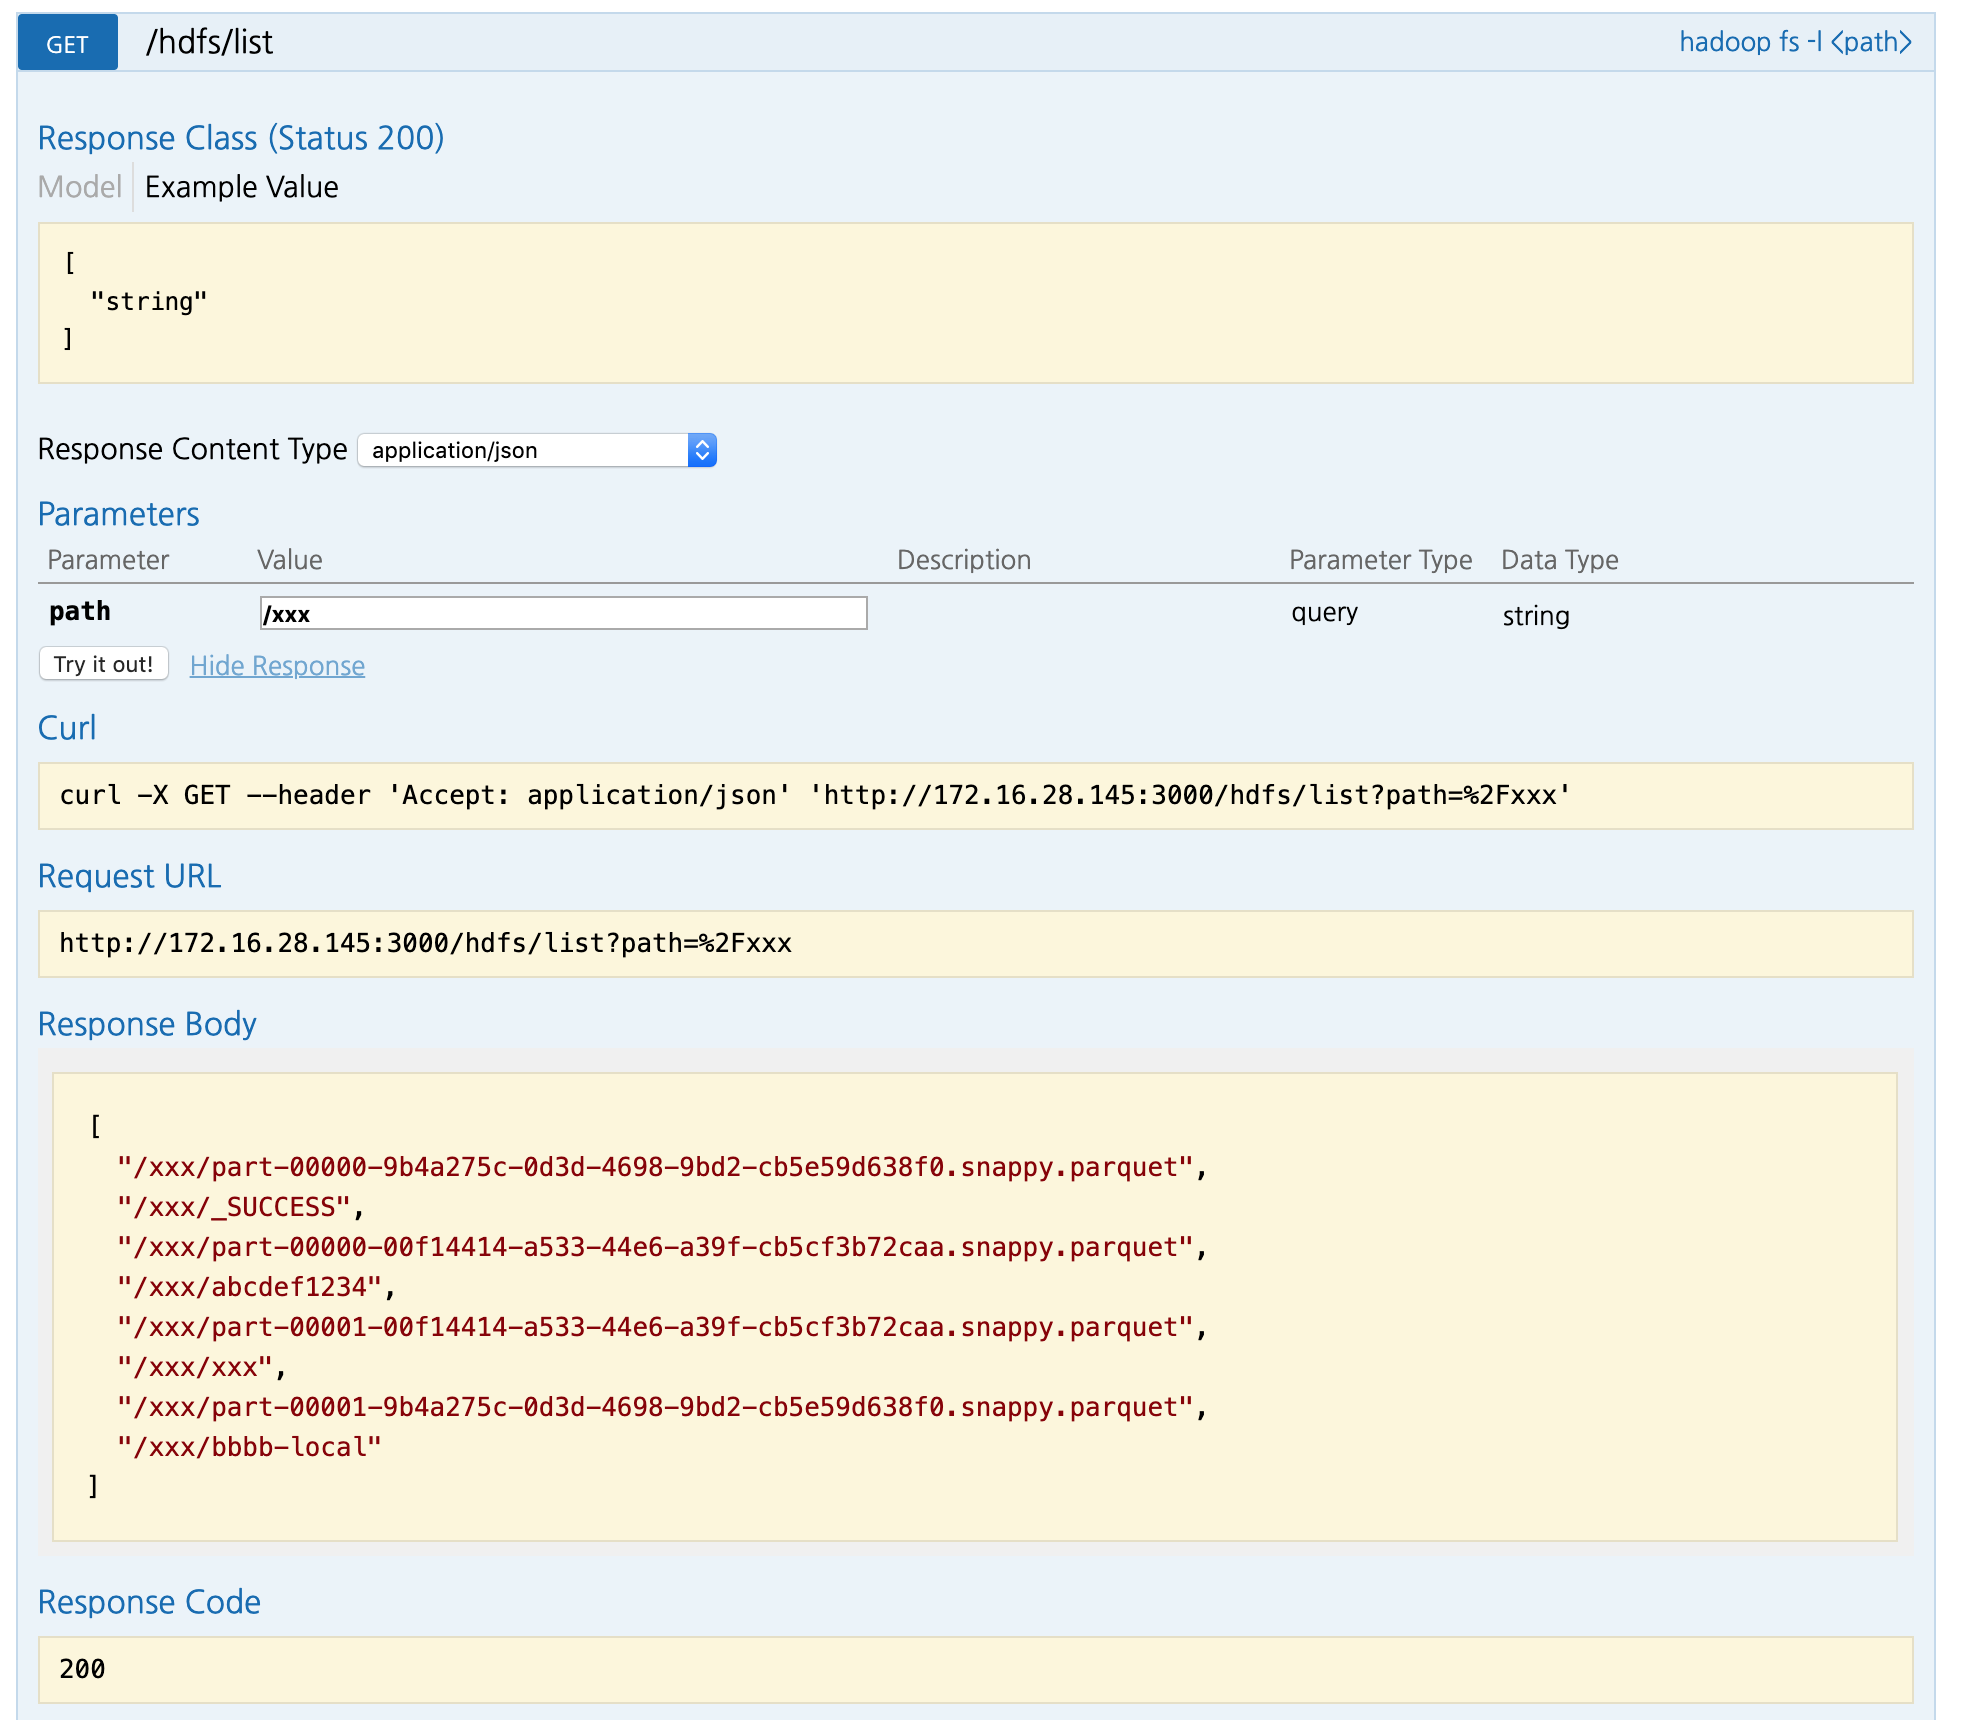 GET /hdfs/list hadoop fs -l <path>
Response Class (Status 200)
Model Example Value
[
"string"
]
Response Content Type application/json
Parameters
Parameter Value Description Parameter Type Data Type
path /xxx query string
Try it out! Hide Response
Curl
curl -X GET --header 'Accept: application/json' 'http://172.16.28.145:3000/hdfs/list?path=%2Fxxx'
Request URL
http://172.16.28.145:3000/hdfs/list?path=%2Fxxx
Response Body
[
"/xxx/part-00000-9b4a275c-0d3d-4698-9bd2-cb5e59d638f0.snappy.parquet",
"/xxx/_SUCCESS",
"/xxx/part-00000-00f14414-a533-44e6-a39f-cb5cf3b72caa.snappy.parquet",
"/xxx/abcdef1234",
"/xxx/part-00001-00f14414-a533-44e6-a39f-cb5cf3b72caa.snappy.parquet",
"/xxx/xxx",
"/xxx/part-00001-9b4a275c-0d3d-4698-9bd2-cb5e59d638f0.snappy.parquet",
"/xxx/bbbb-local"
]
Response Code
200